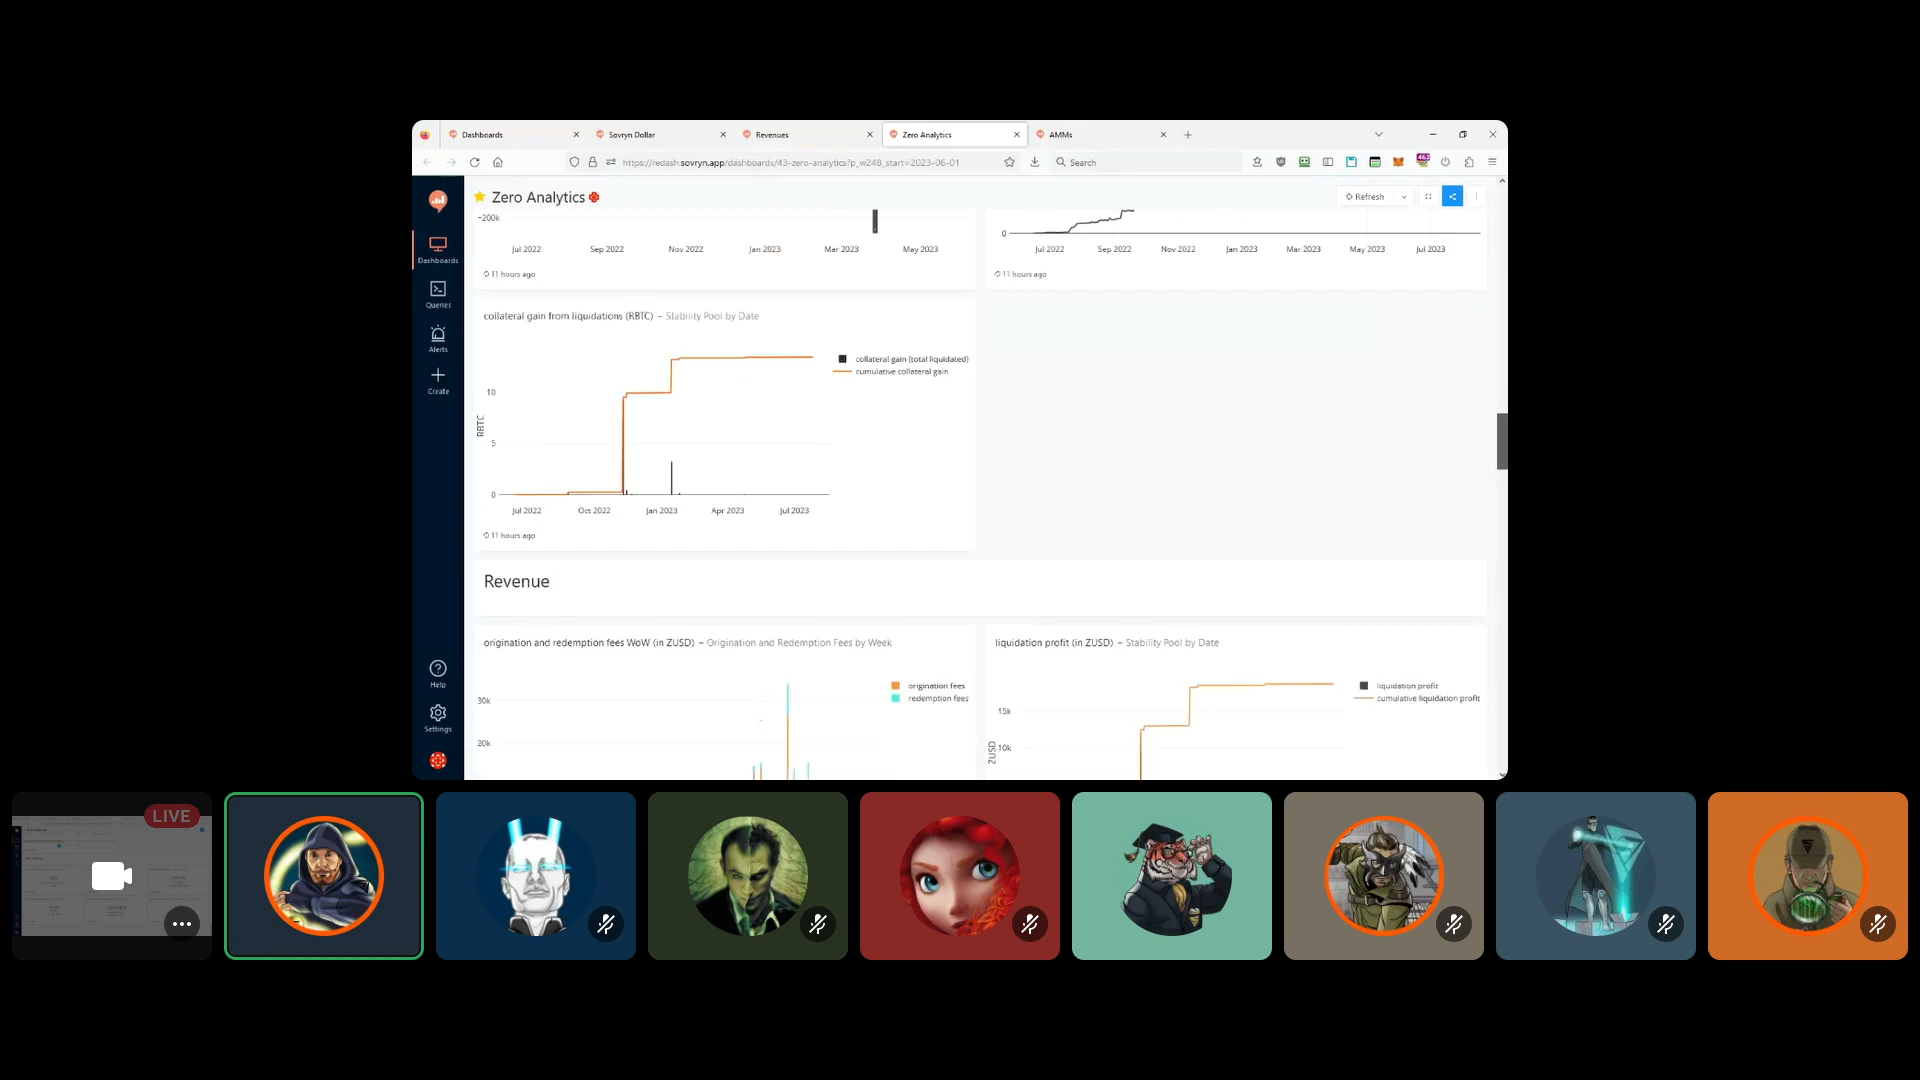 Dashboards
Sovryn Dollar
Revenues
Zero Analytics
AMMs
https://redash.sovryn.app/dashboards/43-zero-analytics?p_w248_start=2023-06-01
Search
463
Zero Analytics
Refresh
Dashboards
Queries
Alerts
Create
Help
Settings
-200k
Jul 2022 Sep 2022 Nov 2022 Jan 2023 Mar 2023 May 2023
11 hours ago
0
Jul 2022 Sep 2022 Nov 2022 Jan 2023 Mar 2023 May 2023 Jul 2023
11 hours ago
collateral gain from liquidations (RBTC) – Stability Pool by Date
collateral gain (total liquidated)
cumulative collateral gain
10
5
0
RBTC
Jul 2022 Oct 2022 Jan 2023 Apr 2023 Jul 2023
11 hours ago
Revenue
origination and redemption fees WoW (in ZUSD) – Origination and Redemption Fees by Week
origination fees
redemption fees
30k
20k
liquidation profit (in ZUSD) – Stability Pool by Date
liquidation profit
cumulative liquidation profit
15k
10k
ZUSD
LIVE